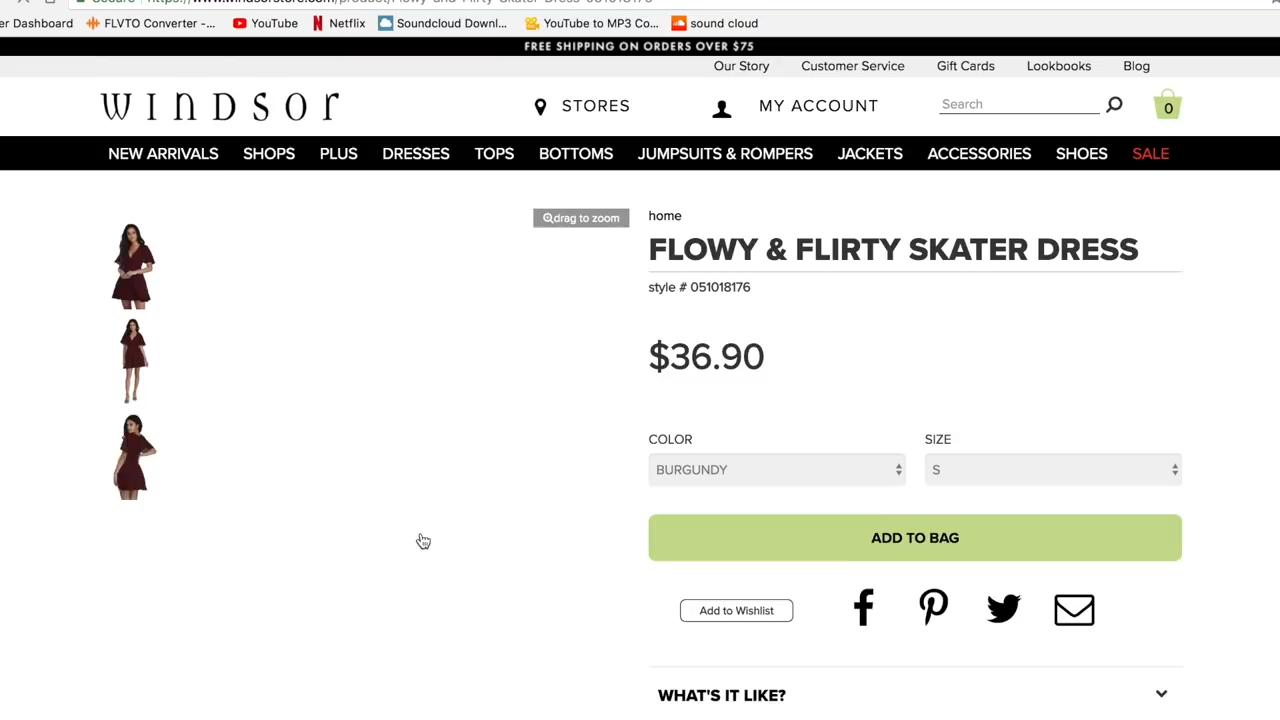 er Dashboard FLVTO Converter -... YouTube Netflix Soundcloud Downl... YouTube to MP3 Co... sound cloud
FREE SHIPPING ON ORDERS OVER $75
Our Story Customer Service Gift Cards Lookbooks Blog
WINDSOR STORES MY ACCOUNT Search 0
NEW ARRIVALS SHOPS PLUS DRESSES TOPS BOTTOMS JUMPSUITS & ROMPERS JACKETS ACCESSORIES SHOES SALE
drag to zoom
home
FLOWY & FLIRTY SKATER DRESS
style # 051018176
$36.90
COLOR SIZE
BURGUNDY S
ADD TO BAG
Add to Wishlist
WHAT'S IT LIKE?